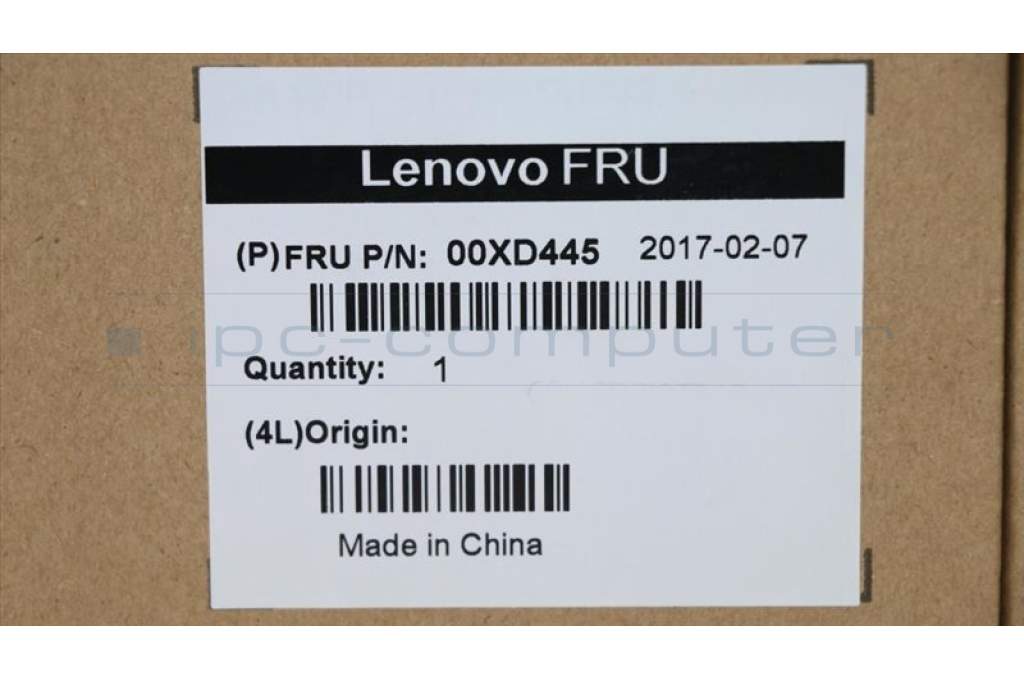 Lenovo FRU
(P)FRU P/N: 00XD445 2017-02-07
ipc-computer
Quantity: 1
(4L)Origin:
Made in China